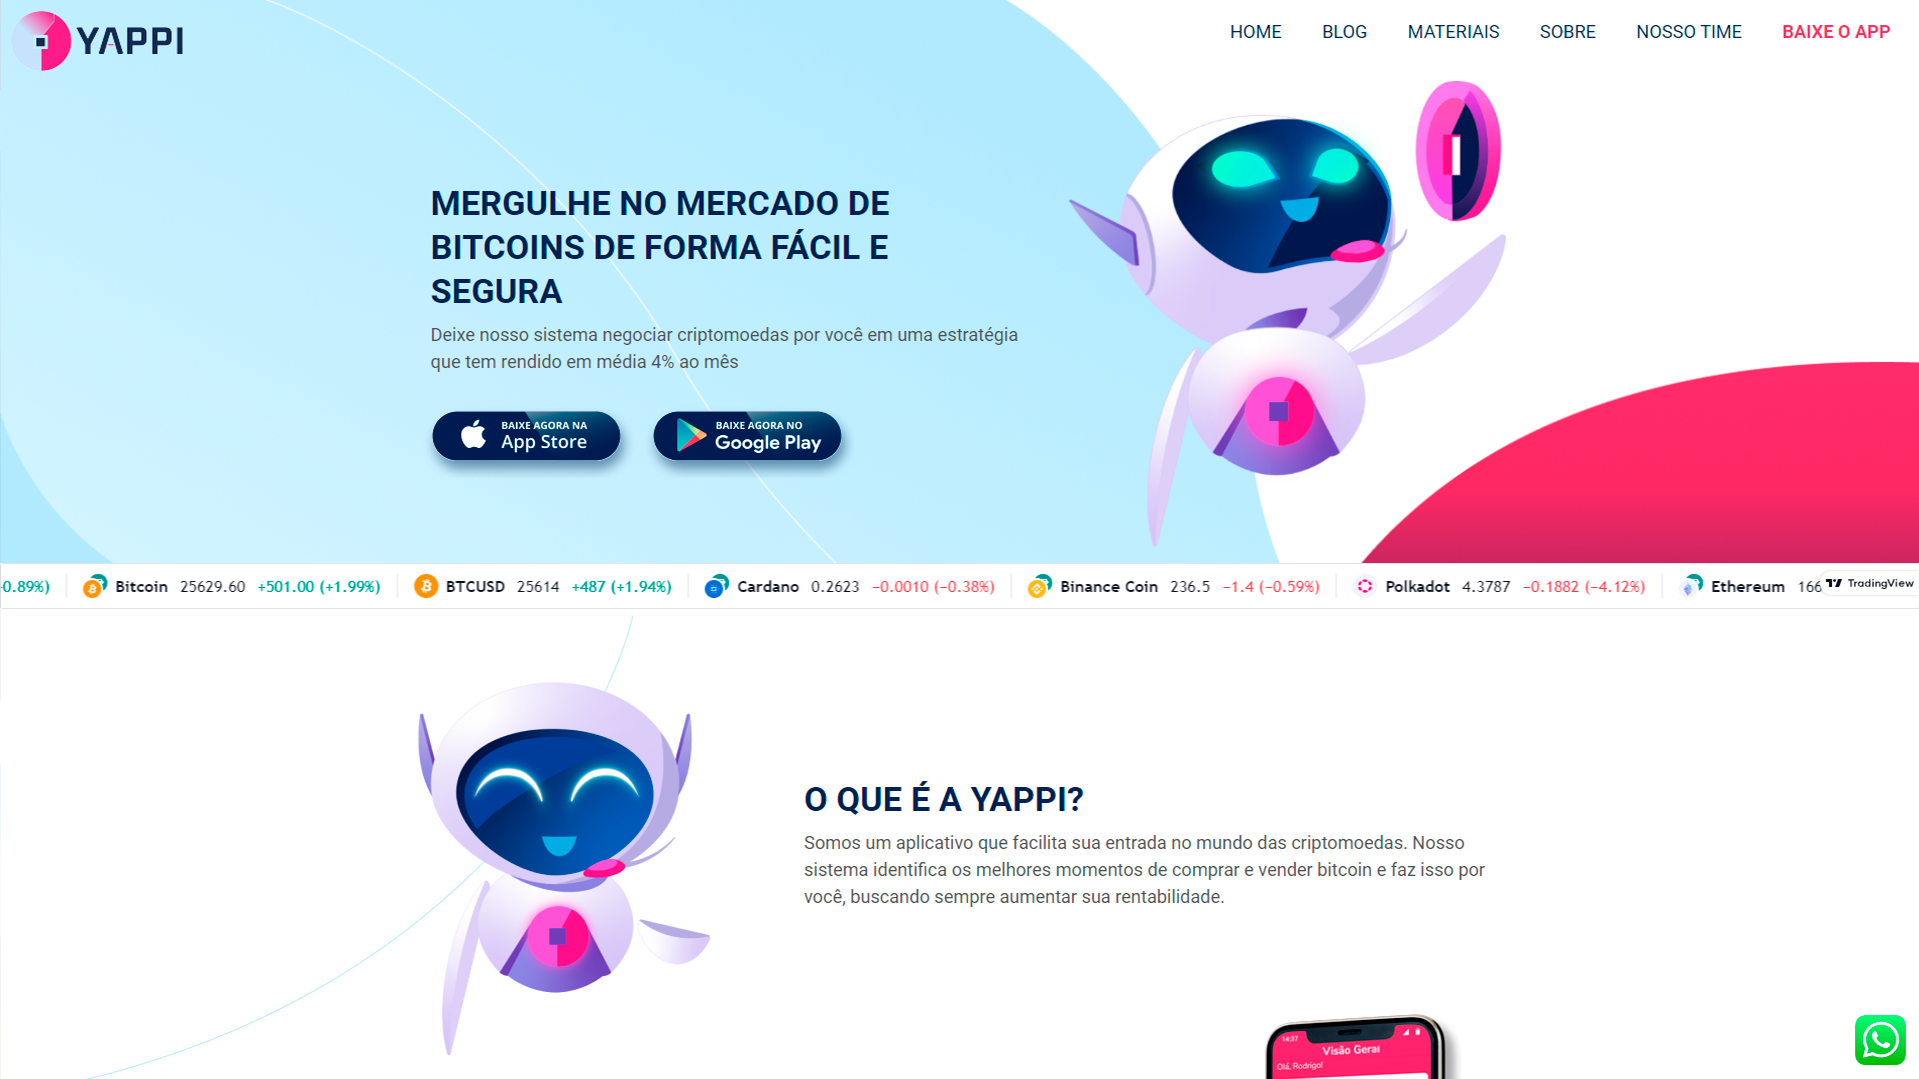 YAPPI
HOME BLOG MATERIAIS SOBRE NOSSO TIME BAIXE O APP
MERGULHE NO MERCADO DE
BITCOINS DE FORMA FÁCIL E
SEGURA
Deixe nosso sistema negociar criptomoedas por você em uma estratégia
que tem rendido em média 4% ao mês
BAIXE AGORA NA
App Store
BAIXE AGORA NO
Google Play
0.89%) Bitcoin 25629.60 +501.00 (+1.99%) BTCUSD 25614 +487 (+1.94%) Cardano 0.2623 −0.0010 (−0.38%) Binance Coin 236.5 −1.4 (−0.59%) Polkadot 4.3787 −0.1882 (−4.12%) Ethereum 166 TradingView
O QUE É A YAPPI?
Somos um aplicativo que facilita sua entrada no mundo das criptomoedas. Nosso
sistema identifica os melhores momentos de comprar e vender bitcoin e faz isso por
você, buscando sempre aumentar sua rentabilidade.
14:37
Visão Geral
Olá, Rodrigo!